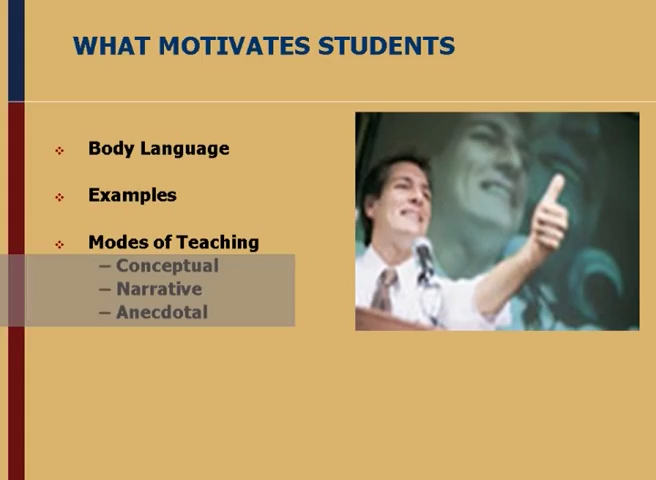 WHAT MOTIVATES STUDENTS
Body Language
Examples
Modes of Teaching
– Conceptual
– Narrative
– Anecdotal